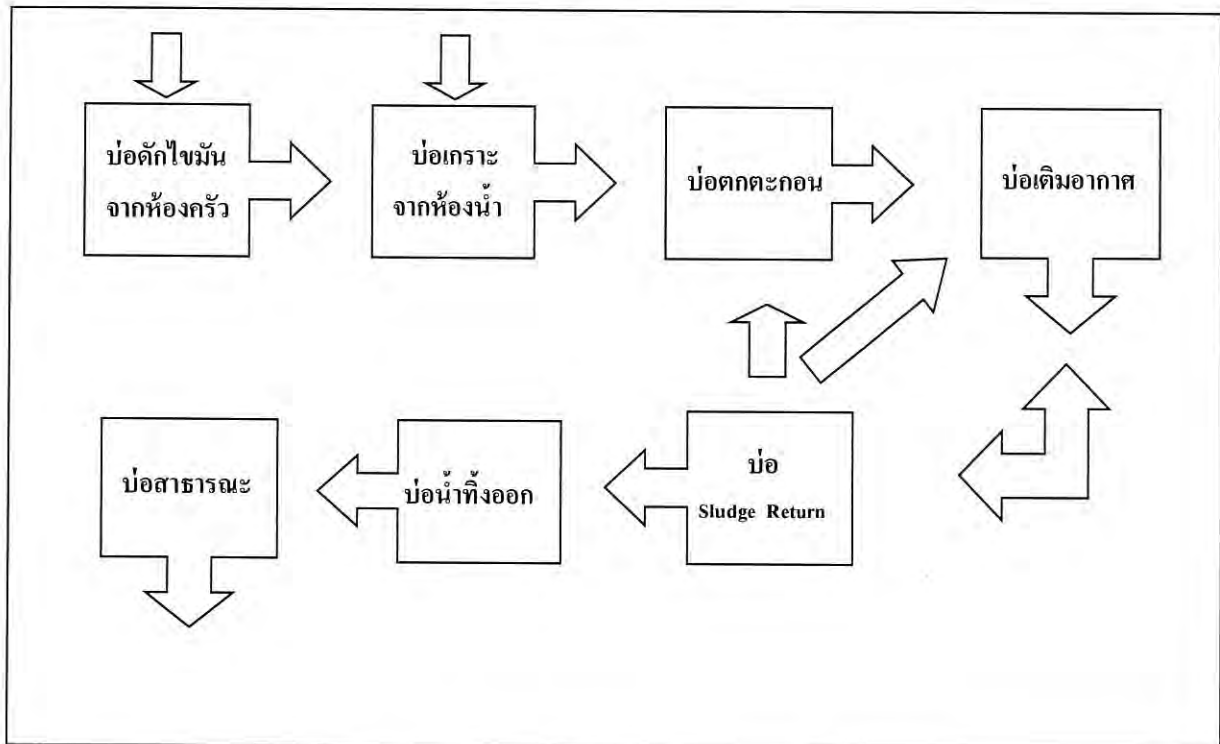 บ่อดักไขมัน
จากห้องครัว
บ่อเกราะ
จากห้องน้ำ
บ่อตกตะกอน
บ่อเติมอากาศ
บ่อสาธารณะ
บ่อน้ำทิ้งออก
บ่อ
Sludge Return